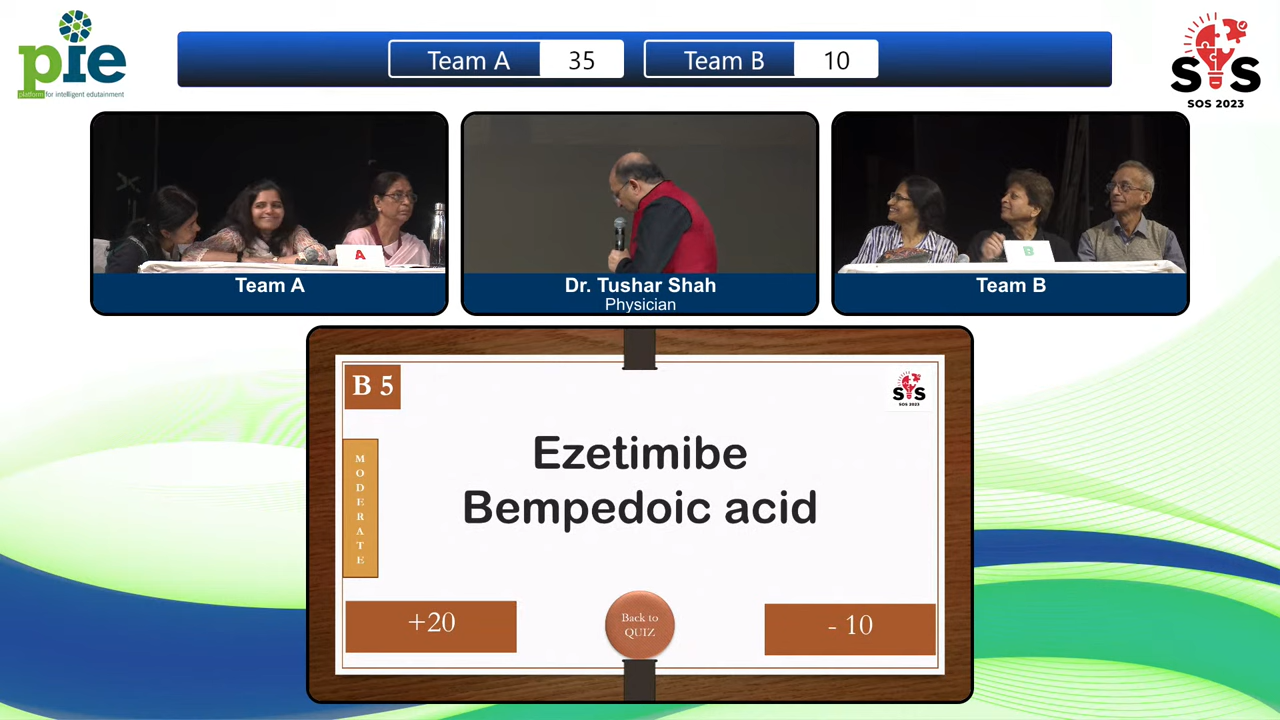 pie
platform for intelligent edutainment
Team A 35 Team B 10
SOS
SOS 2023
A
B
Team A
Dr. Tushar Shah
Physician
Team B
B 5
SOS
SOS 2023
Ezetimibe
Bempedoic acid
MODERATE
+20
Back to
QUIZ
- 10